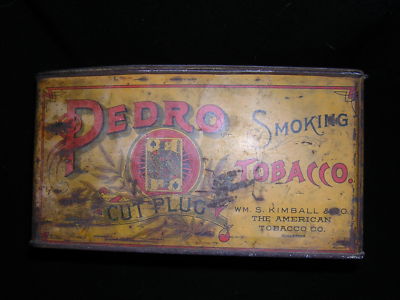 PEDRO
SMOKING
TOBACCO.
CUT PLUG
WM. S. KIMBALL & CO.
THE AMERICAN
TOBACCO CO.